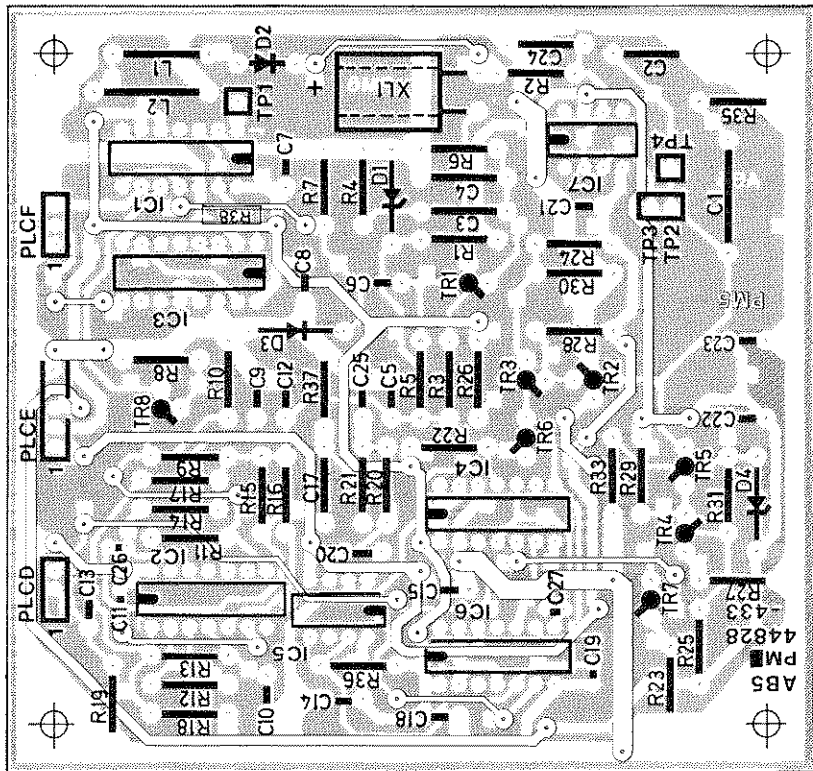 D2
C24
L1
C2
R2
+
XL1
L2
TP1
R35
TP4
C7
R6
R7
R4
D1
C4
IC7
IC1
R38
C3
C21
C1
PLCF
R1
TP3
TP2
R24
1
C8
C6
TR1
R30
PM5
IC3
D3
R28
C23
R8
R10
C9
C12
R37
C25
C5
R5
R3
R26
TR3
TR2
PLCE
TR8
C22
TR6
R22
1
R9
IC4
TR5
R17
R15
R16
C17
R21
R20
R33
R29
R31
D4
R14
TR4
R11
IC2
C20
PLCD
C26
C13
C11
C15
C27
TR7
R27
IC6
-433
1
44828
IC5
C19
R25
R13
PM
R36
AB5
R19
R12
C10
C14
R23
R18
C18